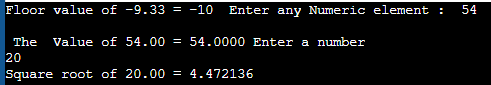 Floor value of -9.33 = -10  Enter any Numeric element :  54
The  Value of 54.00 = 54.0000 Enter a number
20
Square root of 20.00 = 4.472136